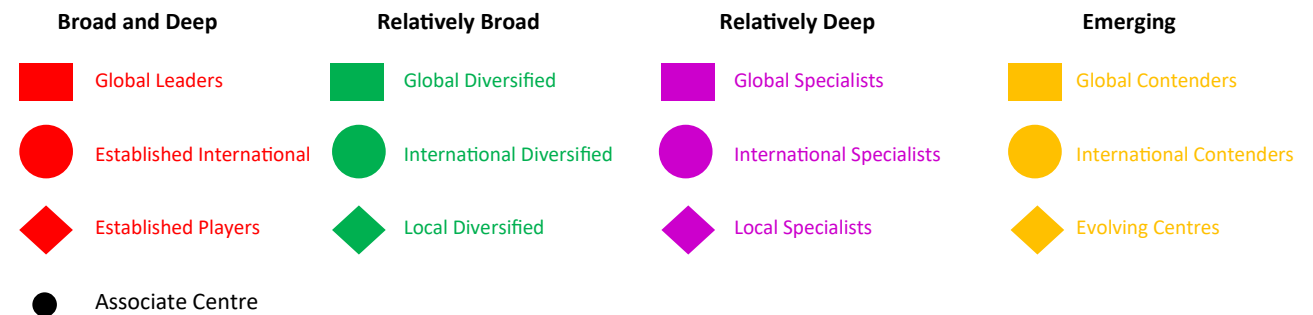 Broad and Deep Relatively Broad Relatively Deep Emerging
Global Leaders Global Diversified Global Specialists Global Contenders
Established International International Diversified International Specialists International Contenders
Established Players Local Diversified Local Specialists Evolving Centres
Associate Centre